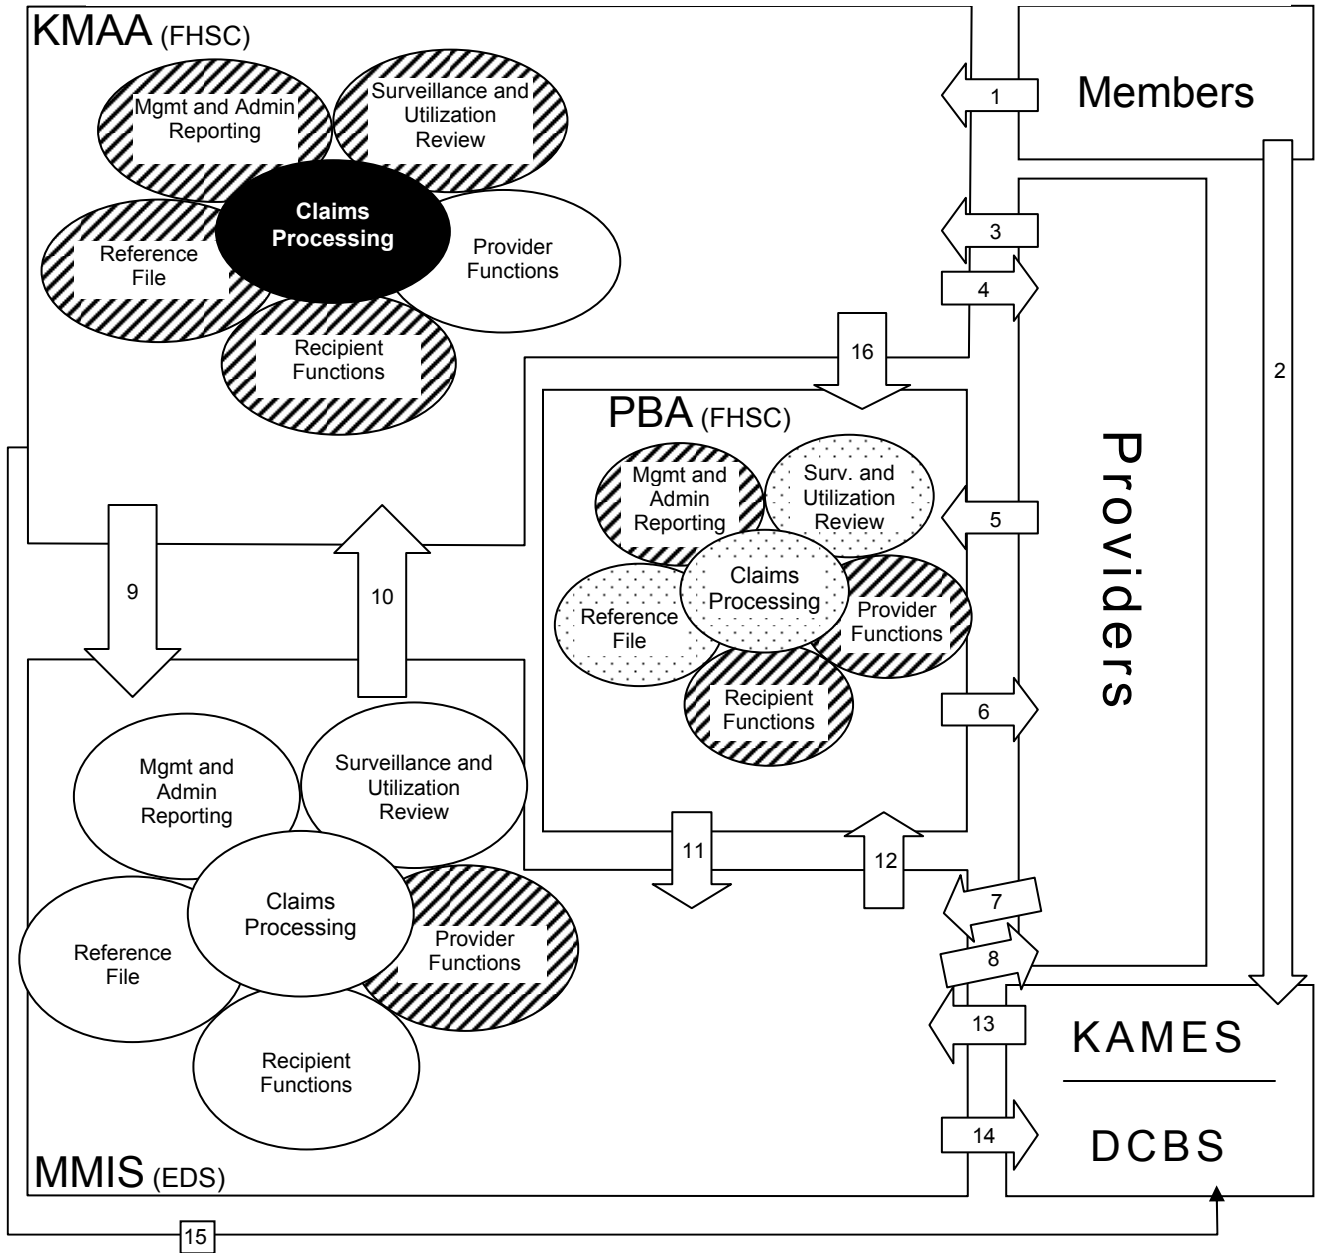 KMAA (FHSC)
Mgmt and Admin
Reporting
Surveillance and
Utilization
Review
Claims
Processing
Reference
File
Provider
Functions
Recipient
Functions
1
Members
3
4
2
16
PBA (FHSC)
Mgmt and
Admin
Reporting
Surv. and
Utilization
Review
Claims
Processing
Reference
File
Provider
Functions
Recipient
Functions
5
6
Providers
9
10
11
12
7
8
Mgmt and
Admin
Reporting
Surveillance and
Utilization
Review
Claims
Processing
Reference
File
Provider
Functions
Recipient
Functions
MMIS (EDS)
13
14
KAMES
DCBS
15